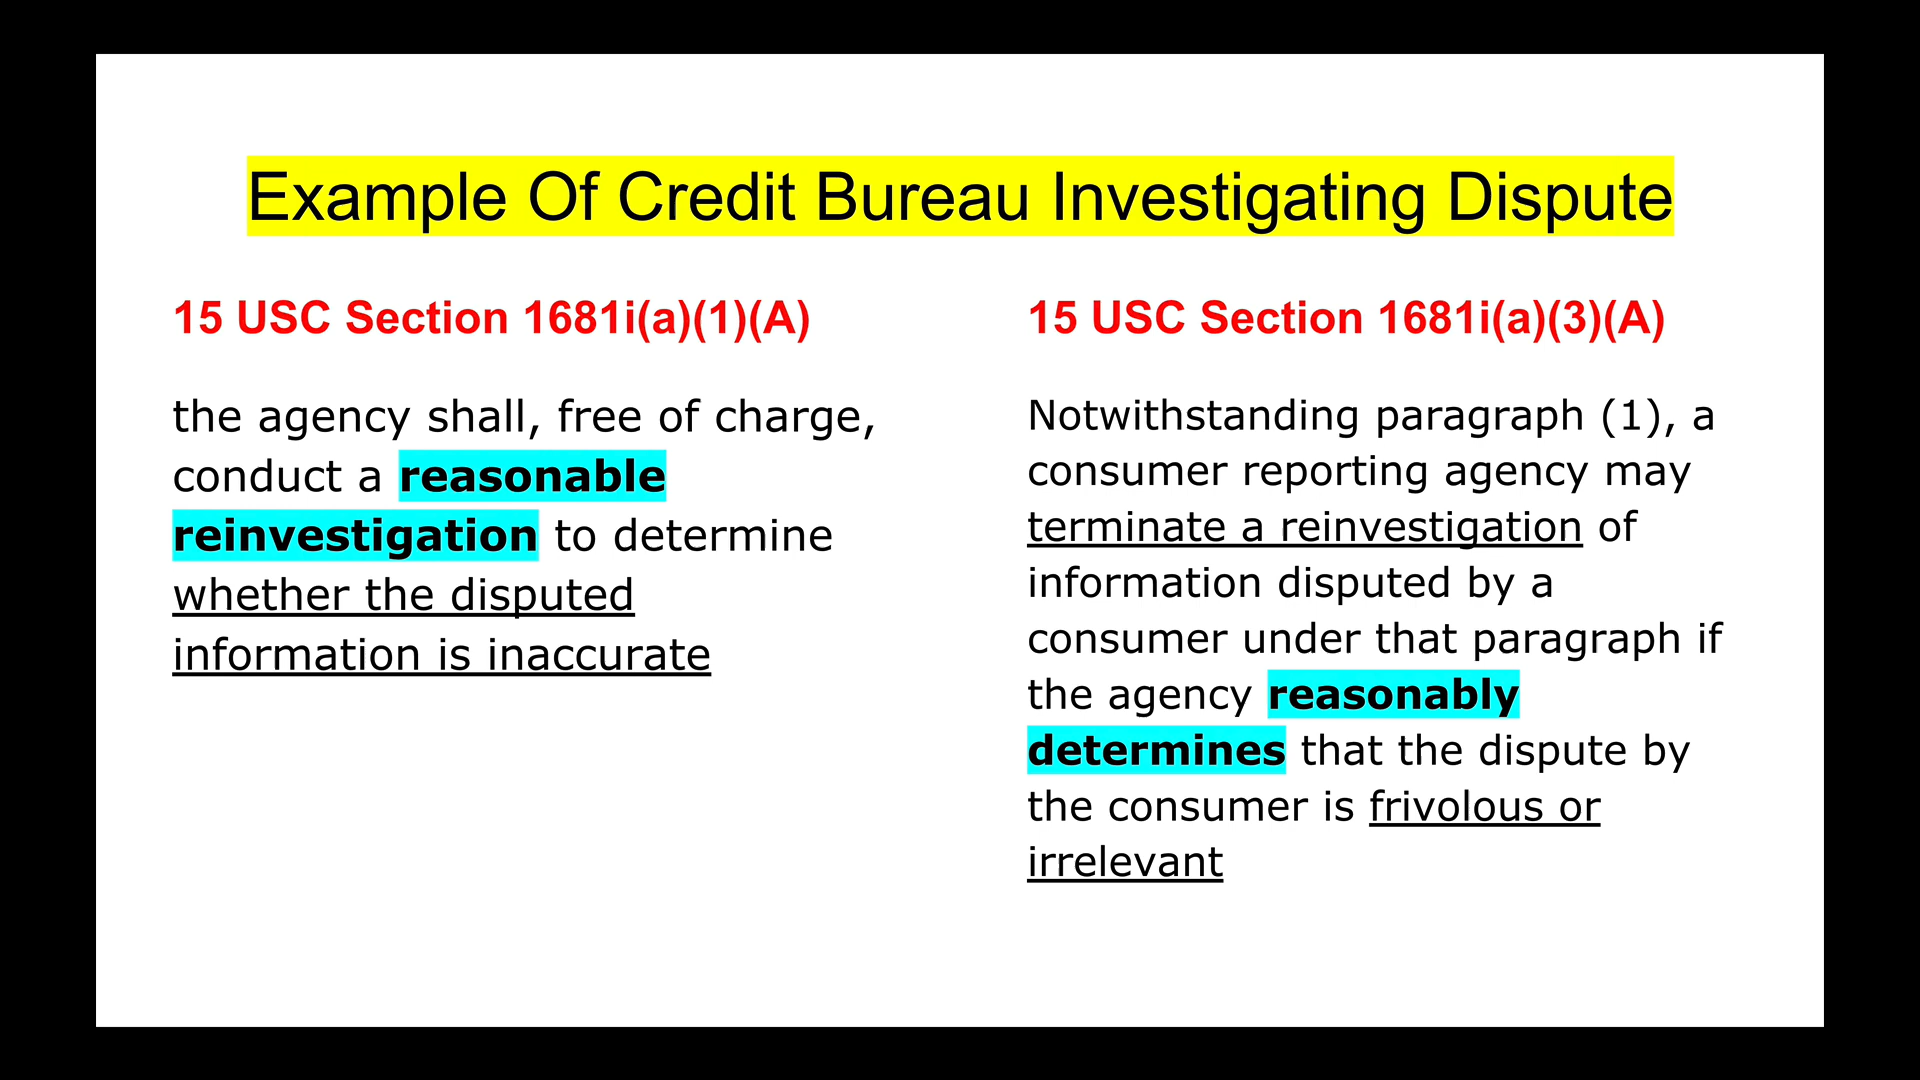 Example Of Credit Bureau Investigating Dispute
15 USC Section 1681i(a)(1)(A)
the agency shall, free of charge,
conduct a reasonable
reinvestigation to determine
whether the disputed
information is inaccurate
15 USC Section 1681i(a)(3)(A)
Notwithstanding paragraph (1), a
consumer reporting agency may
terminate a reinvestigation of
information disputed by a
consumer under that paragraph if
the agency reasonably
determines that the dispute by
the consumer is frivolous or
irrelevant